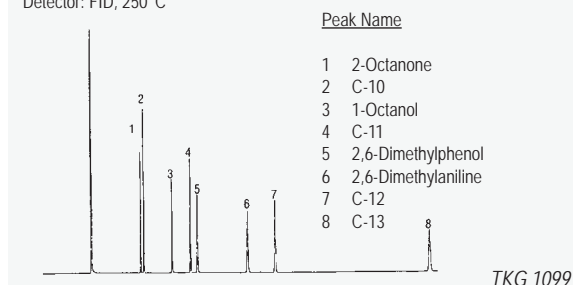 Detector: FID, 250°C
Peak Name
1 2-Octanone
2 C-10
3 1-Octanol
4 C-11
5 2,6-Dimethylphenol
6 2,6-Dimethylaniline
7 C-12
8 C-13
1
2
3
4
5
6
7
8
TKG 1099